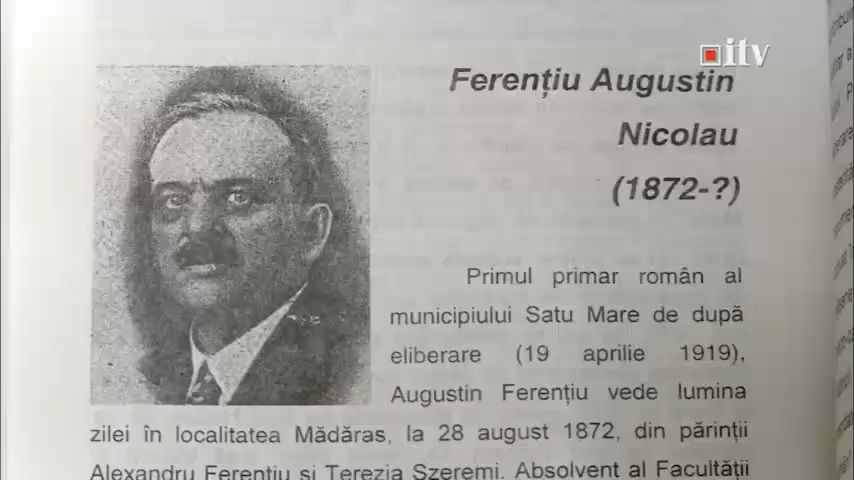 itv
Ferențiu Augustin
Nicolau
(1872-?)
Primul primar român al
municipiului Satu Mare de după
eliberare (19 aprilie 1919),
Augustin Ferențiu vede lumina
zilei în localitatea Mădăras, la 28 august 1872, din părinții
Alexandru Ferențiu și Terezia Szeremi. Absolvent al Facultății